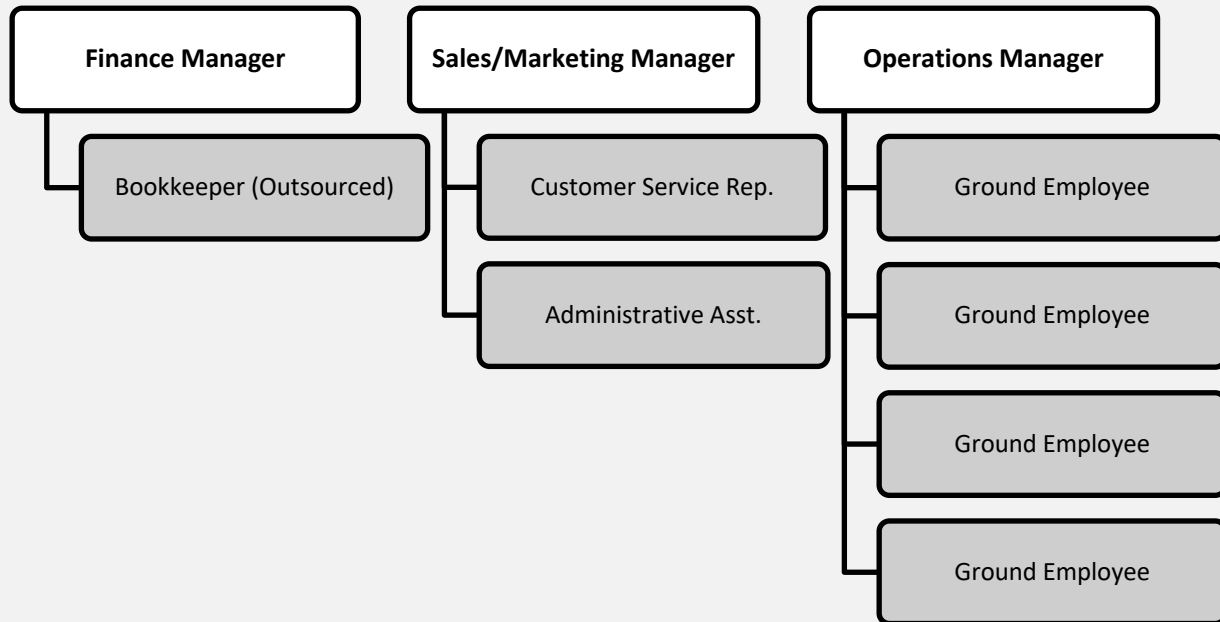 Finance Manager
Bookkeeper (Outsourced)
Sales/Marketing Manager
Customer Service Rep.
Administrative Asst.
Operations Manager
Ground Employee
Ground Employee
Ground Employee
Ground Employee